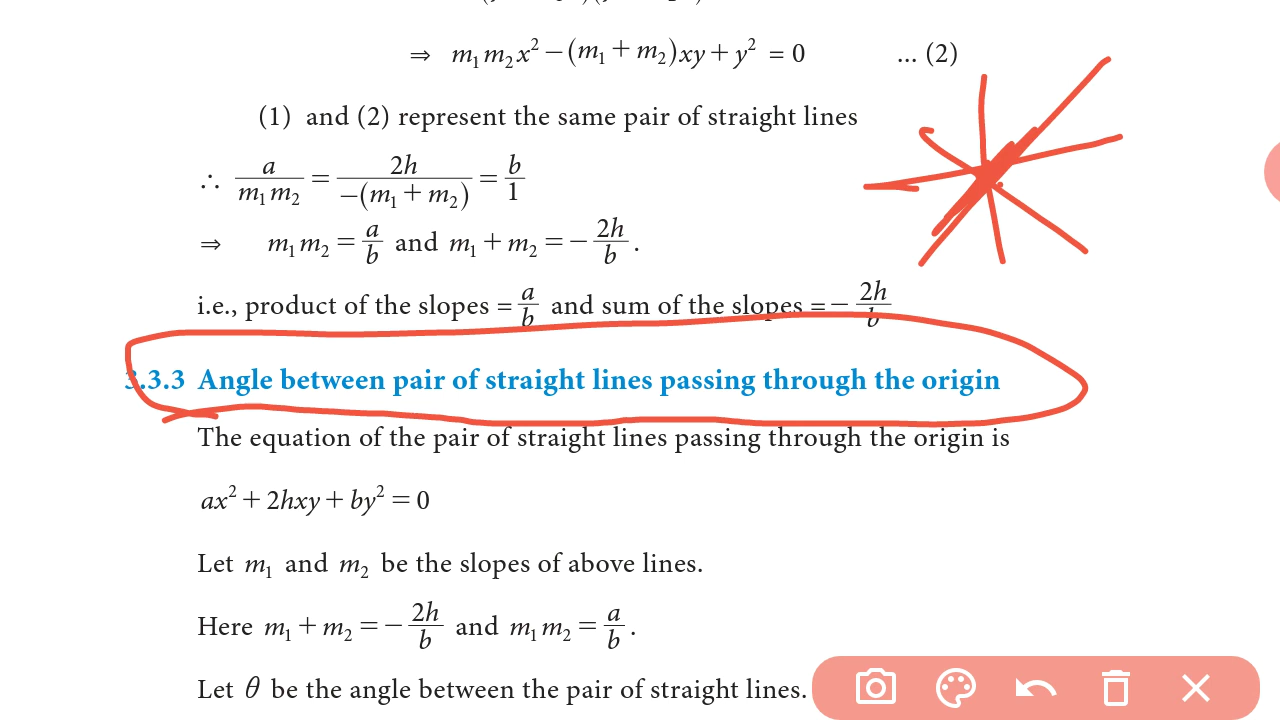 ⇒ m₁m₂x² − (m₁ + m₂)xy + y² = 0 ... (2)
(1) and (2) represent the same pair of straight lines
∴ a/(m₁m₂) = 2h/(−(m₁ + m₂)) = b/1
⇒ m₁m₂ = a/b and m₁ + m₂ = − 2h/b .
i.e., product of the slopes = a/b and sum of the slopes = − 2h/b
3.3.3 Angle between pair of straight lines passing through the origin
The equation of the pair of straight lines passing through the origin is
ax² + 2hxy + by² = 0
Let m₁ and m₂ be the slopes of above lines.
Here m₁ + m₂ = − 2h/b and m₁m₂ = a/b .
Let θ be the angle between the pair of straight lines.